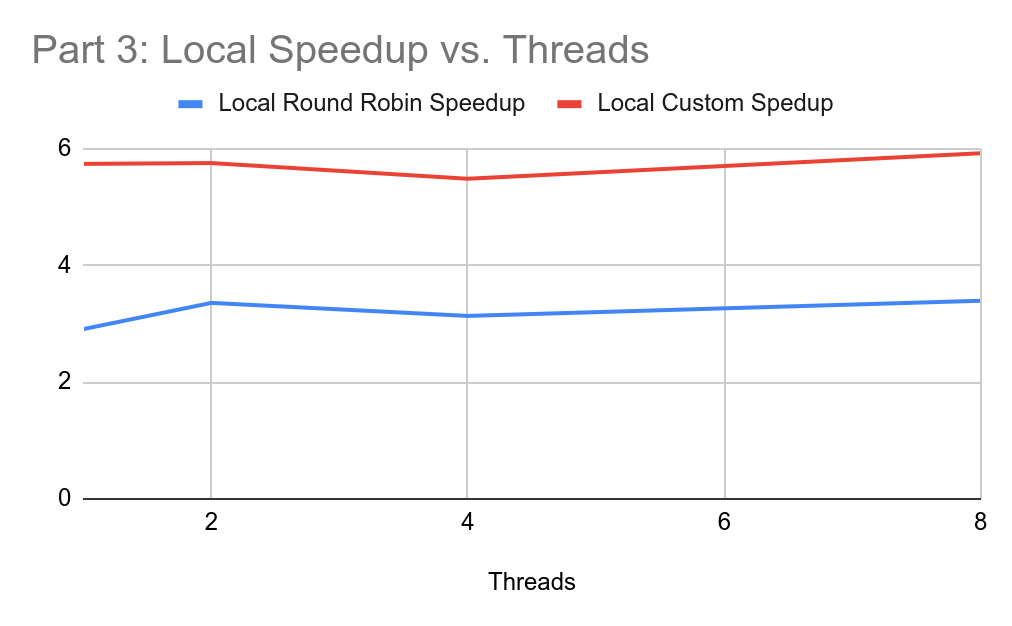 Part 3: Local Speedup vs. Threads
Local Round Robin Speedup Local Custom Spedup
6
4
2
0
2 4 6 8
Threads